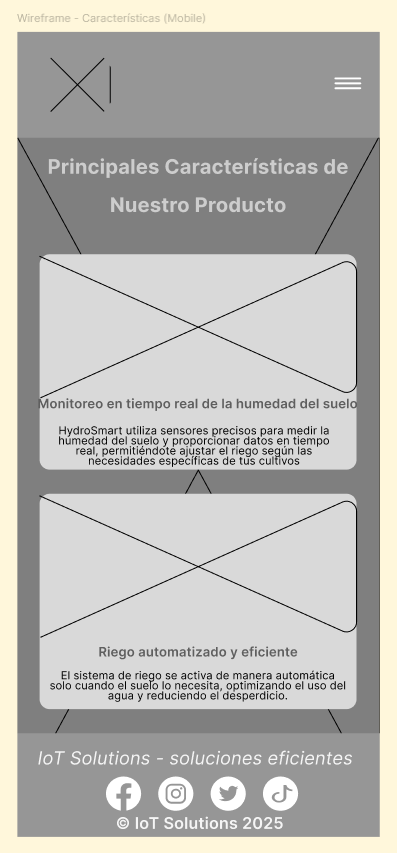 Wireframe - Características (Mobile)
Principales Características de
Nuestro Producto
Monitoreo en tiempo real de la humedad del suelo
HydroSmart utiliza sensores precisos para medir la
humedad del suelo y proporcionar datos en tiempo
real, permitiéndote ajustar el riego según las
necesidades específicas de tus cultivos
Riego automatizado y eficiente
El sistema de riego se activa de manera automática
solo cuando el suelo lo necesita, optimizando el uso del
agua y reduciendo el desperdicio.
IoT Solutions - soluciones eficientes
© IoT Solutions 2025